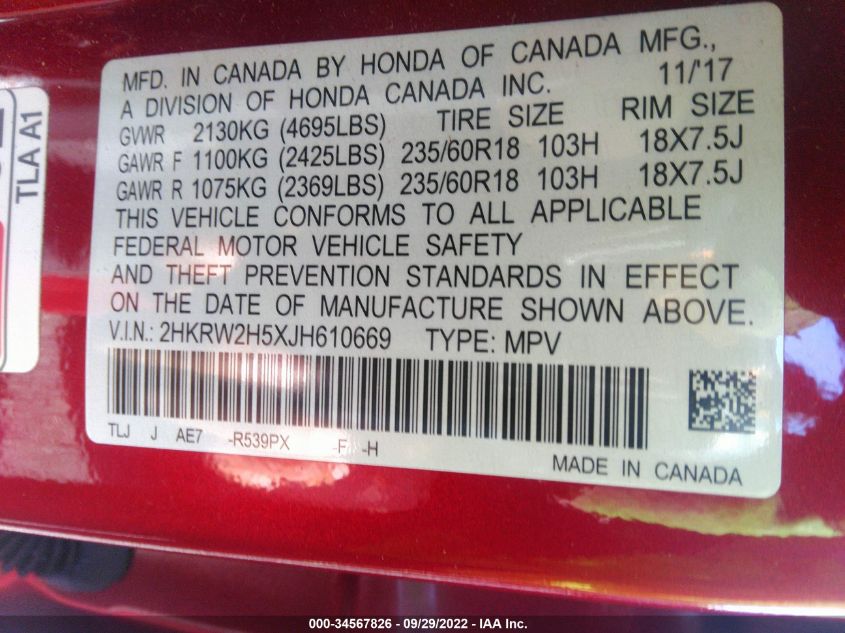 MFD. IN CANADA BY HONDA OF CANADA MFG.,
A DIVISION OF HONDA CANADA INC. 11/'17
GVWR 2130KG (4695LBS) TIRE SIZE RIM SIZE
GAWR F 1100KG (2425LBS) 235/60R18 103H 18X7.5J
GAWR R 1075KG (2369LBS) 235/60R18 103H 18X7.5J
THIS VEHICLE CONFORMS TO ALL APPLICABLE
FEDERAL MOTOR VEHICLE SAFETY
AND THEFT PREVENTION STANDARDS IN EFFECT
ON THE DATE OF MANUFACTURE SHOWN ABOVE.
V.I.N.: 2HKRW2H5XJH610669 TYPE: MPV
TLJ J AE7 -R539PX -F -H
MADE IN CANADA
TLA A1
000-34567826 - 09/29/2022 - IAA Inc.